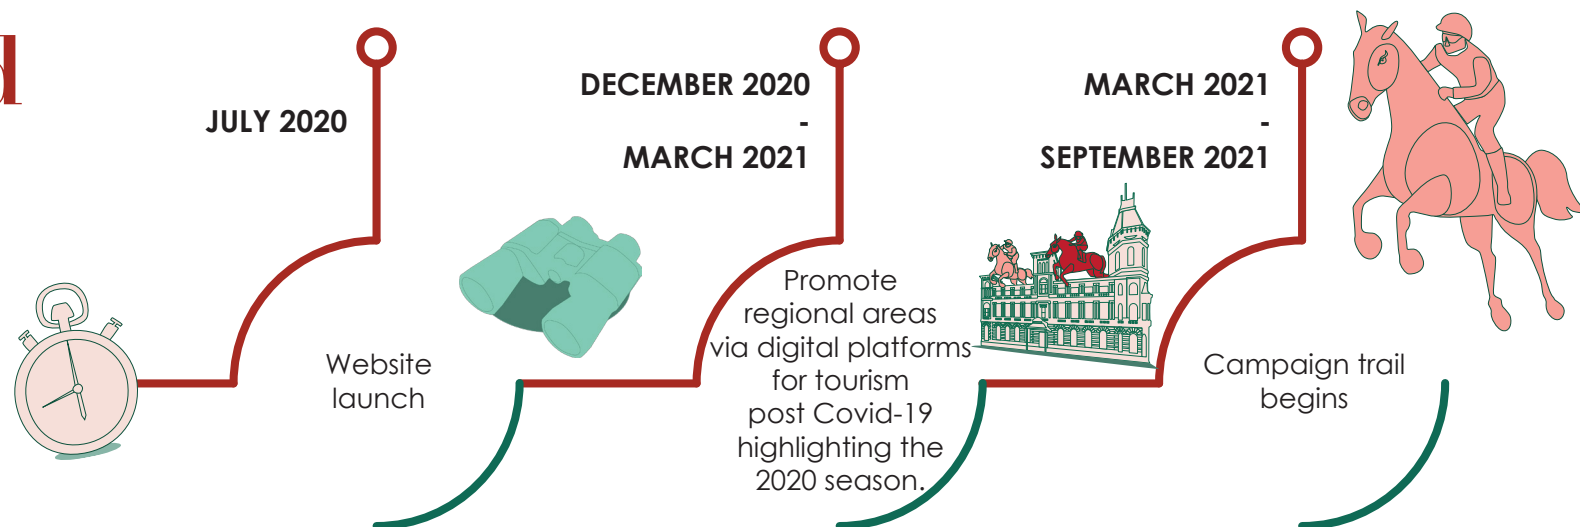 d
JULY 2020
DECEMBER 2020
-
MARCH 2021
MARCH 2021
-
SEPTEMBER 2021
Website
launch
Promote
regional areas
via digital platforms
for tourism
post Covid-19
highlighting the
2020 season.
Campaign trail
begins